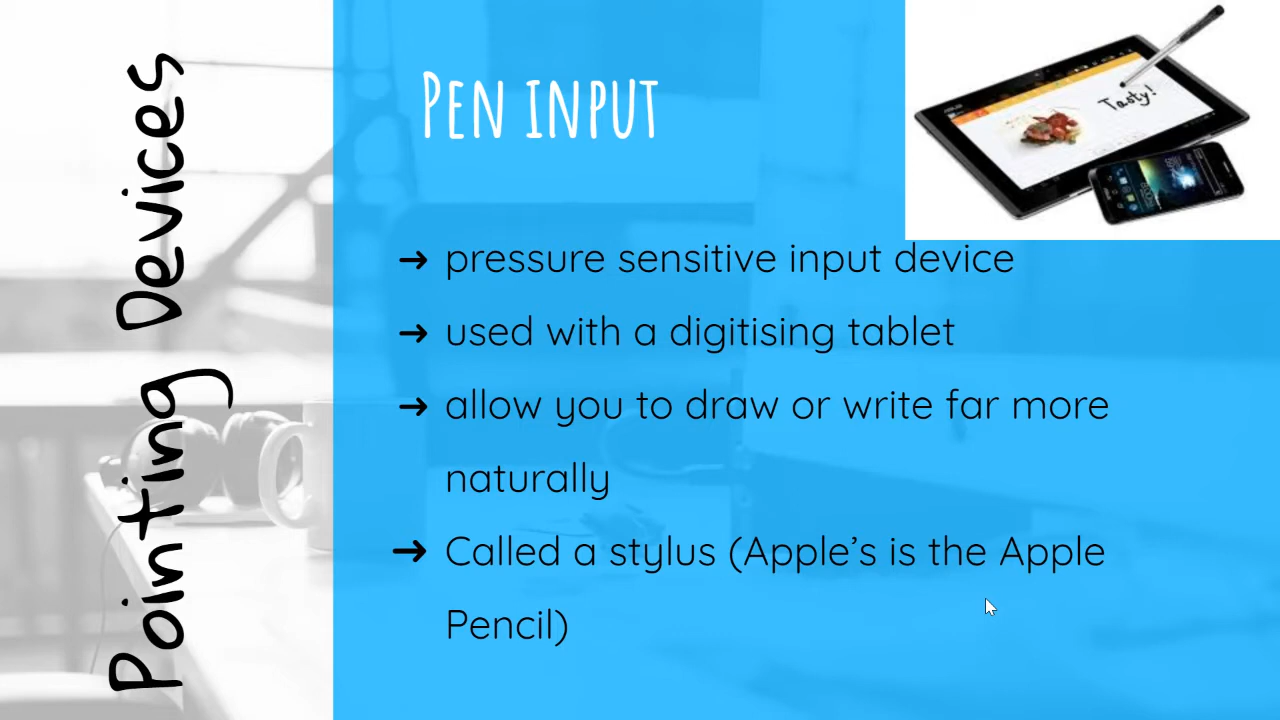 Pointing Devices
Pen input
Tasty!
→ pressure sensitive input device
→ used with a digitising tablet
→ allow you to draw or write far more
naturally
→ Called a stylus (Apple’s is the Apple
Pencil)